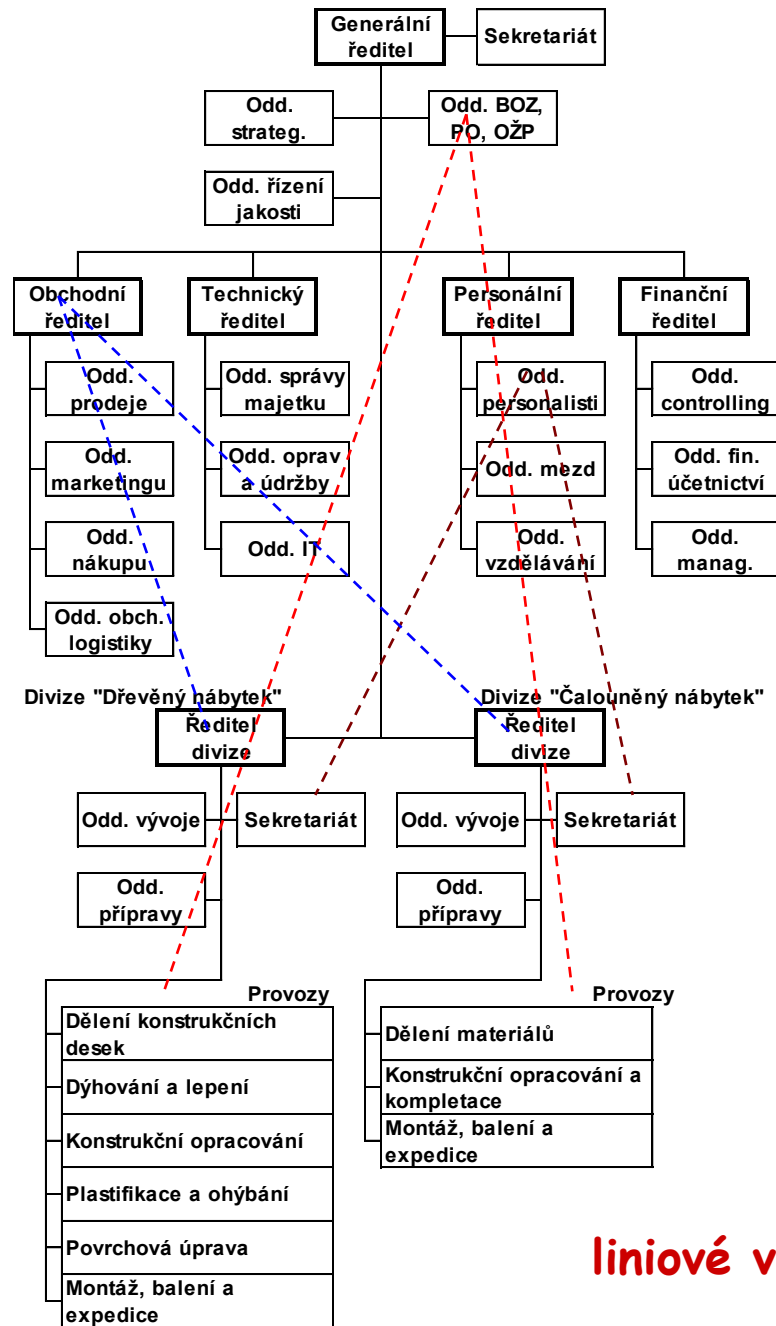 Generální
ředitel
Sekretariát
Odd.
strateg.
Odd. BOZ,
PO, OŽP
Odd. řízení
jakosti
Obchodní
ředitel
Technický
ředitel
Personální
ředitel
Finanční
ředitel
Odd.
prodeje
Odd. správy
majetku
Odd.
personalisti
Odd.
controlling
Odd.
marketingu
Odd. oprav
a údržby
Odd. mezd
Odd. fin.
účetnictví
Odd.
nákupu
Odd. IT
Odd.
vzdělávání
Odd.
manag.
Odd. obch.
logistiky
Divize "Dřevěný nábytek"
Divize "Čalouněný nábytek"
Ředitel
divize
Ředitel
divize
Odd. vývoje
Sekretariát
Odd. vývoje
Sekretariát
Odd.
přípravy
Odd.
přípravy
Provozy
Dělení konstrukčních
desek
Dýhování a lepení
Konstrukční opracování
Plastifikace a ohýbání
Povrchová úprava
Montáž, balení a
expedice
Provozy
Dělení materiálů
Konstrukční opracování a
kompletace
Montáž, balení a
expedice
liniové v